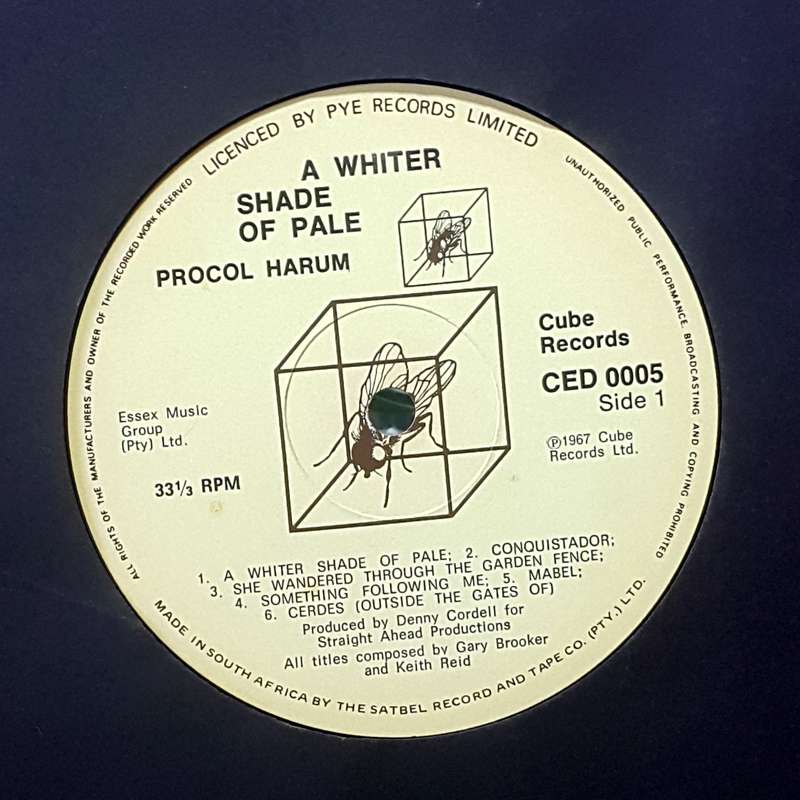 LICENCED BY PYE RECORDS LIMITED
UNAUTHORIZED PUBLIC PERFORMANCE, BROADCASTING AND COPYING PROHIBITED
ALL RIGHTS OF THE MANUFACTURERS AND OWNER OF THE RECORDED WORK RESERVED
A WHITER
SHADE
OF PALE
PROCOL HARUM
Cube
Records
CED 0005
Side 1
Essex Music
Group
(Pty) Ltd.
℗1967 Cube
Records Ltd.
33⅓ RPM
1. A WHITER SHADE OF PALE; 2. CONQUISTADOR;
3. SHE WANDERED THROUGH THE GARDEN FENCE;
4. SOMETHING FOLLOWING ME; 5. MABEL;
6. CERDES (OUTSIDE THE GATES OF)
Produced by Denny Cordell for
Straight Ahead Productions
All titles composed by Gary Brooker
and Keith Reid
MADE IN SOUTH AFRICA BY THE SATBEL RECORD AND TAPE CO. (PTY.) LTD.